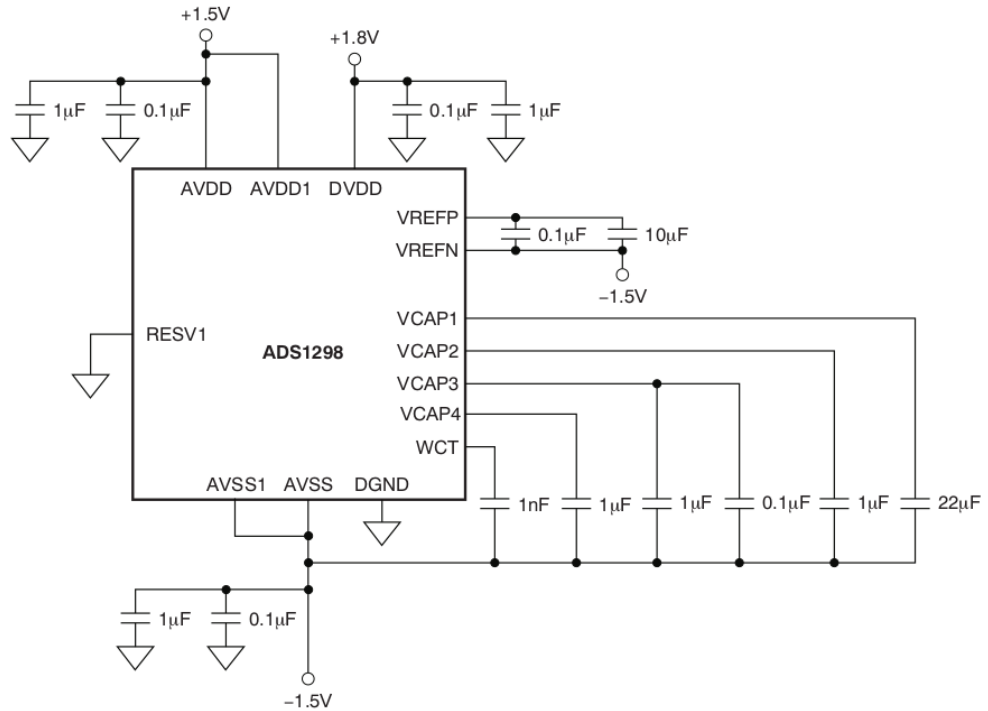 +1.5V
+1.8V
1µF
0.1µF
0.1µF
1µF
AVDD
AVDD1
DVDD
VREFP
0.1µF
10µF
VREFN
−1.5V
VCAP1
RESV1
ADS1298
VCAP2
VCAP3
VCAP4
WCT
AVSS1
AVSS
DGND
1nF
1µF
1µF
0.1µF
1µF
22µF
1µF
0.1µF
−1.5V